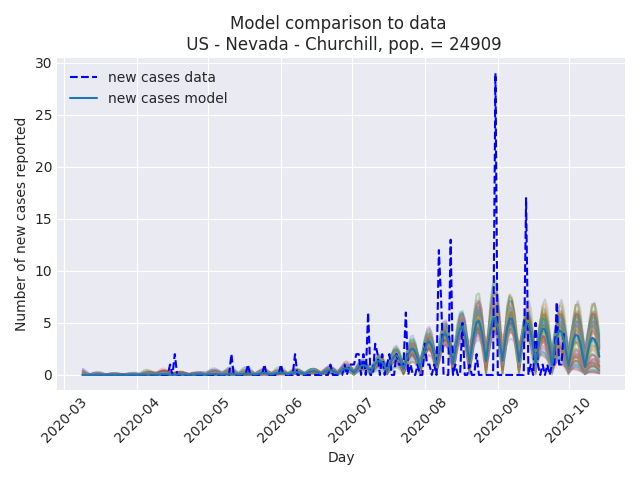 Model comparison to data
US - Nevada - Churchill, pop. = 24909
new cases data
new cases model
Number of new cases reported
30
25
20
15
10
5
0
2020-03
2020-04
2020-05
2020-06
2020-07
2020-08
2020-09
2020-10
Day